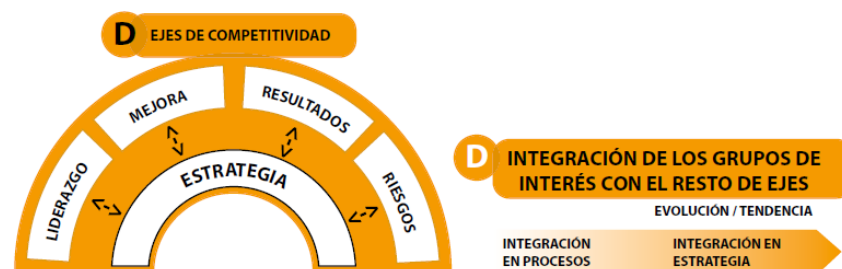 D EJES DE COMPETITIVIDAD
LIDERAZGO
MEJORA
RESULTADOS
RIESGOS
ESTRATEGIA
D INTEGRACIÓN DE LOS GRUPOS DE
INTERÉS CON EL RESTO DE EJES
EVOLUCIÓN / TENDENCIA
INTEGRACIÓN
EN PROCESOS
INTEGRACIÓN EN
ESTRATEGIA